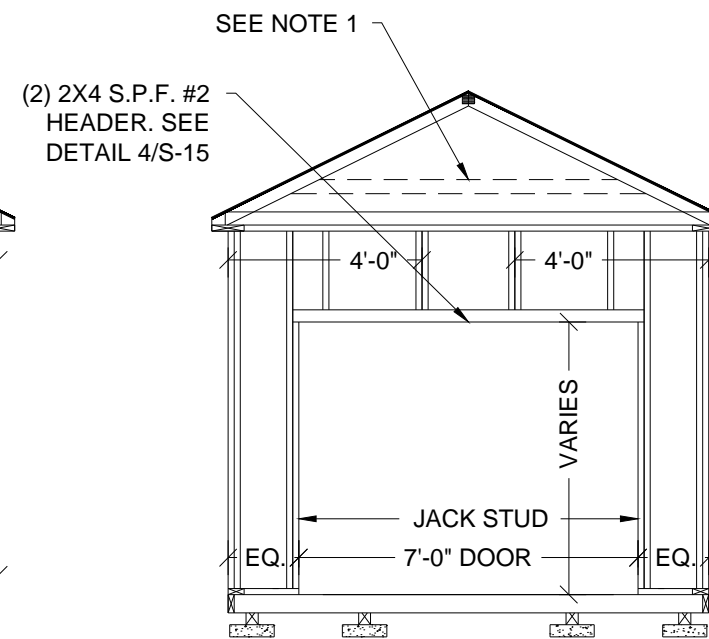 SEE NOTE 1
(2) 2X4 S.P.F. #2
HEADER. SEE
DETAIL 4/S-15
4'-0" 4'-0"
VARIES
JACK STUD
EQ. 7'-0" DOOR EQ.